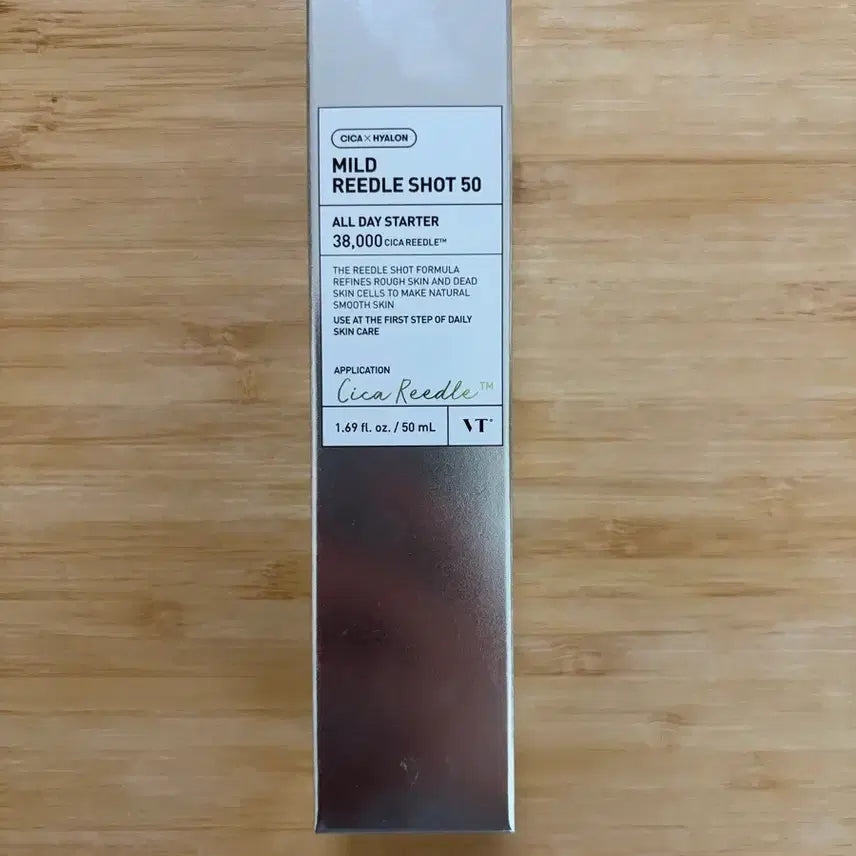 CICA × HYALON
MILD
REEDLE SHOT 50
ALL DAY STARTER
38,000 CICA REEDLE™
THE REEDLE SHOT FORMULA
REFINES ROUGH SKIN AND DEAD
SKIN CELLS TO MAKE NATURAL
SMOOTH SKIN
USE AT THE FIRST STEP OF DAILY
SKIN CARE
APPLICATION
Cica Reedle™
1.69 fl. oz. / 50 mL
VT®